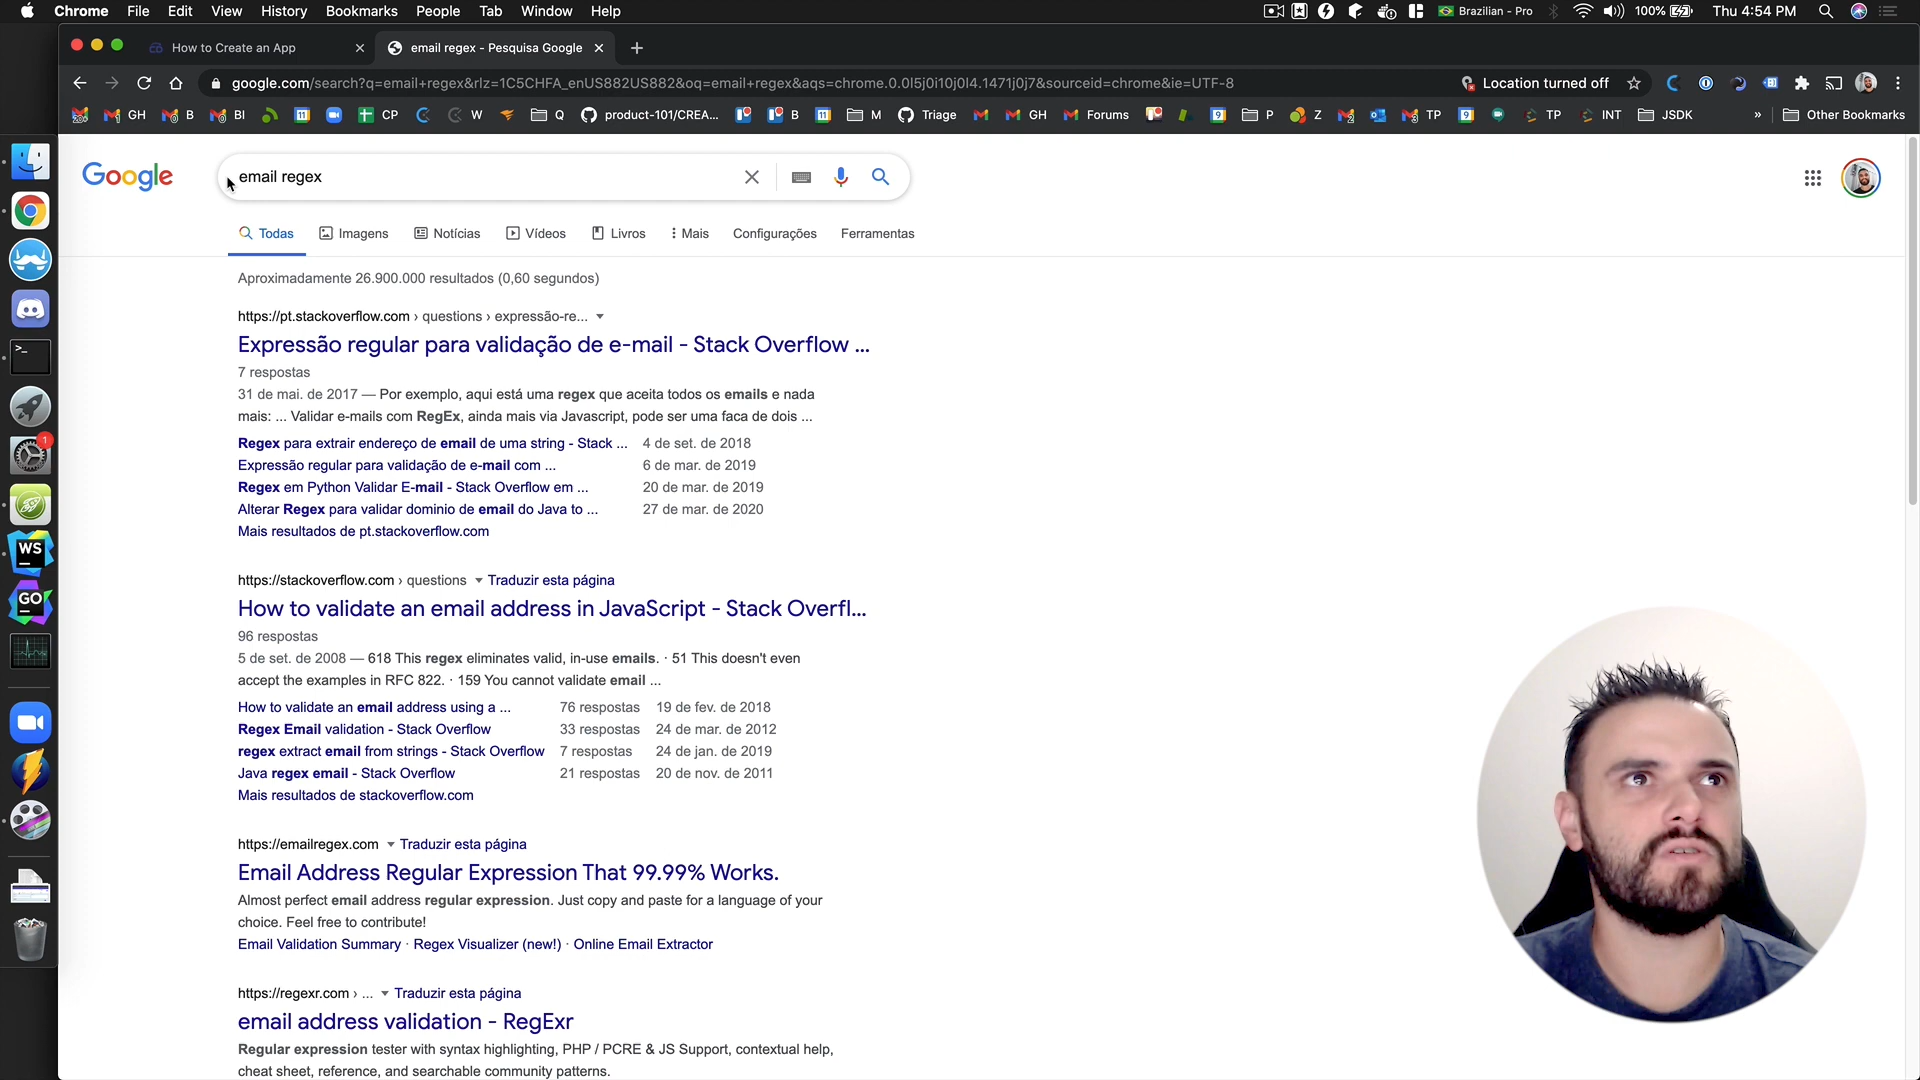 Chrome File Edit View History Bookmarks People Tab Window Help
Brazilian - Pro 100% Thu 4:54 PM
How to Create an App
email regex - Pesquisa Google
google.com/search?q=email+regex&rlz=1C5CHFA_enUS882US882&oq=email+regex&aqs=chrome.0.0l5j0i10j0l4.1471j0j7&sourceid=chrome&ie=UTF-8
Location turned off
GH B BI CP W Q product-101/CREA... B M Triage GH Forums P Z TP TP INT JSDK » Other Bookmarks
Google
email regex
Todas Imagens Notícias Vídeos Livros Mais Configurações Ferramentas
Aproximadamente 26.900.000 resultados (0,60 segundos)
https://pt.stackoverflow.com › questions › expressão-re...
Expressão regular para validação de e-mail - Stack Overflow ...
7 respostas
31 de mai. de 2017 — Por exemplo, aqui está uma regex que aceita todos os emails e nada
mais: ... Validar e-mails com RegEx, ainda mais via Javascript, pode ser uma faca de dois ...
Regex para extrair endereço de email de uma string - Stack ... 4 de set. de 2018
Expressão regular para validação de e-mail com ... 6 de mar. de 2019
Regex em Python Validar E-mail - Stack Overflow em ... 20 de mar. de 2019
Alterar Regex para validar dominio de email do Java to ... 27 de mar. de 2020
Mais resultados de pt.stackoverflow.com
https://stackoverflow.com › questions Traduzir esta página
How to validate an email address in JavaScript - Stack Overfl...
96 respostas
5 de set. de 2008 — 618 This regex eliminates valid, in-use emails. · 51 This doesn't even
accept the examples in RFC 822. · 159 You cannot validate email ...
How to validate an email address using a ... 76 respostas 19 de fev. de 2018
Regex Email validation - Stack Overflow 33 respostas 24 de mar. de 2012
regex extract email from strings - Stack Overflow 7 respostas 24 de jan. de 2019
Java regex email - Stack Overflow 21 respostas 20 de nov. de 2011
Mais resultados de stackoverflow.com
https://emailregex.com Traduzir esta página
Email Address Regular Expression That 99.99% Works.
Almost perfect email address regular expression. Just copy and paste for a language of your
choice. Feel free to contribute!
Email Validation Summary · Regex Visualizer (new!) · Online Email Extractor
https://regexr.com › ... Traduzir esta página
email address validation - RegExr
Regular expression tester with syntax highlighting, PHP / PCRE & JS Support, contextual help,
cheat sheet, reference, and searchable community patterns.
1
WS
GO